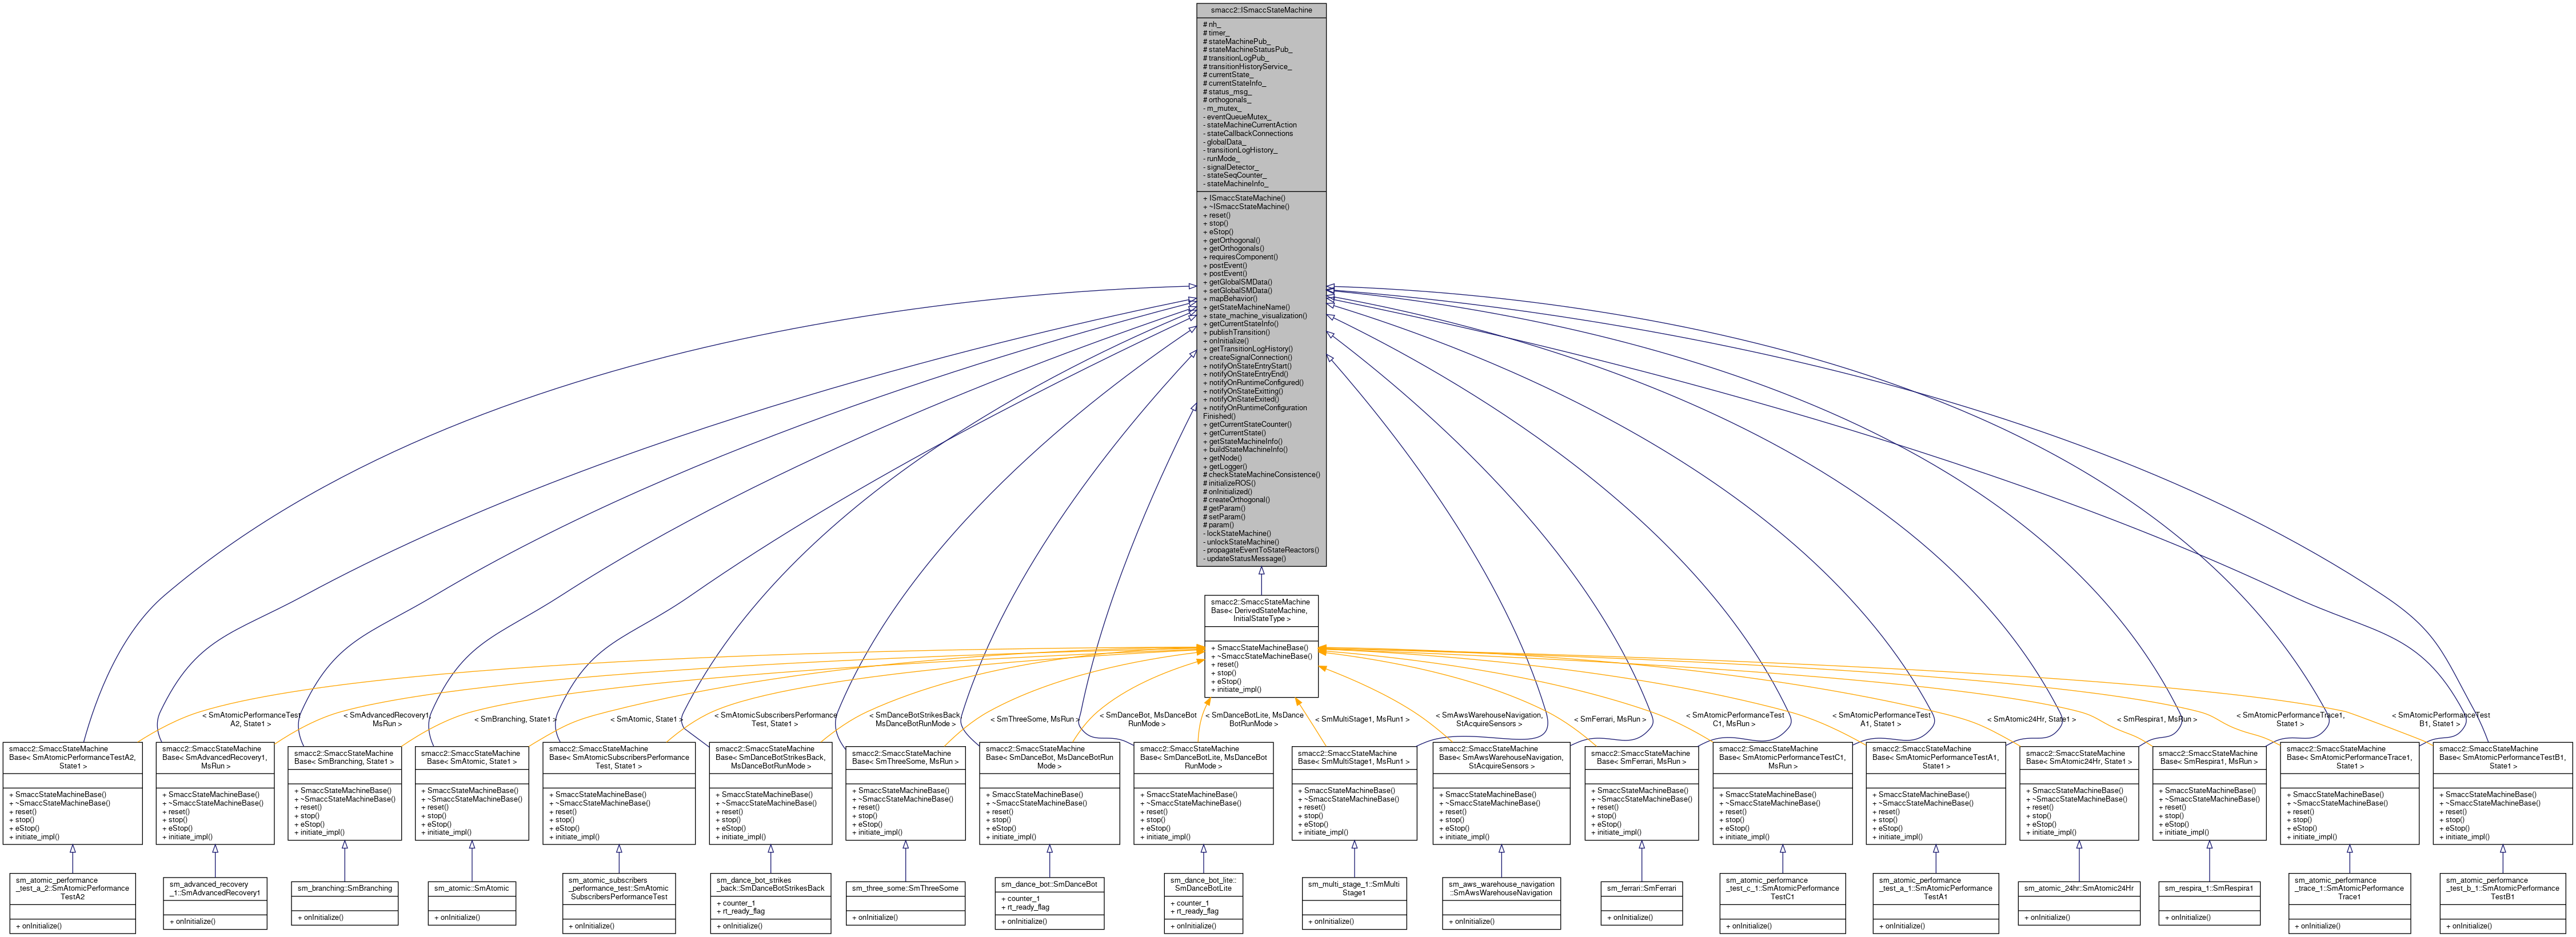 smacc2::ISmaccStateMachine
# nh_
# timer_
# stateMachinePub_
# stateMachineStatusPub_
# transitionLogPub_
# transitionHistoryService_
# currentState_
# currentStateInfo_
# status_msg_
# orthogonals_
- m_mutex_
- eventQueueMutex_
- stateMachineCurrentAction
- stateCallbackConnections
- globalData_
- transitionLogHistory_
- runMode_
- signalDetector_
- stateSeqCounter_
- stateMachineInfo_
+ ISmaccStateMachine()
+ ~ISmaccStateMachine()
+ reset()
+ stop()
+ eStop()
+ getOrthogonal()
+ getOrthogonals()
+ requiresComponent()
+ postEvent()
+ postEvent()
+ getGlobalSMData()
+ setGlobalSMData()
+ mapBehavior()
+ getStateMachineName()
+ state_machine_visualization()
+ getCurrentStateInfo()
+ publishTransition()
+ onInitialize()
+ getTransitionLogHistory()
+ createSignalConnection()
+ notifyOnStateEntryStart()
+ notifyOnStateEntryEnd()
+ notifyOnRuntimeConfigured()
+ notifyOnStateExitting()
+ notifyOnStateExited()
+ notifyOnRuntimeConfiguration
Finished()
+ getCurrentStateCounter()
+ getCurrentState()
+ getStateMachineInfo()
+ buildStateMachineInfo()
+ getNode()
+ getLogger()
# checkStateMachineConsistence()
# initializeROS()
# onInitialized()
# createOrthogonal()
# getParam()
# setParam()
# param()
- lockStateMachine()
- unlockStateMachine()
- propagateEventToStateReactors()
- updateStatusMessage()
smacc2::SmaccStateMachine
Base< DerivedStateMachine,
InitialStateType >
+ SmaccStateMachineBase()
+ ~SmaccStateMachineBase()
+ reset()
+ stop()
+ eStop()
+ initiate_impl()
< SmAtomicPerformanceTest
A2, State1 >
< SmAdvancedRecovery1,
MsRun >
< SmBranching, State1 >
< SmAtomic, State1 >
< SmAtomicSubscribersPerformance
Test, State1 >
< SmDanceBotStrikesBack,
MsDanceBotRunMode >
< SmThreeSome, MsRun >
< SmDanceBot, MsDanceBot
RunMode >
< SmDanceBotLite, MsDance
BotRunMode >
< SmMultiStage1, MsRun1 >
< SmAwsWarehouseNavigation,
StAcquireSensors >
< SmFerrari, MsRun >
< SmAtomicPerformanceTest
C1, MsRun >
< SmAtomicPerformanceTest
A1, State1 >
< SmAtomic24Hr, State1 >
< SmRespira1, MsRun >
< SmAtomicPerformanceTrace1,
State1 >
< SmAtomicPerformanceTest
B1, State1 >
smacc2::SmaccStateMachine
Base< SmAtomicPerformanceTestA2,
State1 >
+ SmaccStateMachineBase()
+ ~SmaccStateMachineBase()
+ reset()
+ stop()
+ eStop()
+ initiate_impl()
smacc2::SmaccStateMachine
Base< SmAdvancedRecovery1,
MsRun >
+ SmaccStateMachineBase()
+ ~SmaccStateMachineBase()
+ reset()
+ stop()
+ eStop()
+ initiate_impl()
smacc2::SmaccStateMachine
Base< SmBranching, State1 >
+ SmaccStateMachineBase()
+ ~SmaccStateMachineBase()
+ reset()
+ stop()
+ eStop()
+ initiate_impl()
smacc2::SmaccStateMachine
Base< SmAtomic, State1 >
+ SmaccStateMachineBase()
+ ~SmaccStateMachineBase()
+ reset()
+ stop()
+ eStop()
+ initiate_impl()
smacc2::SmaccStateMachine
Base< SmAtomicSubscribersPerformance
Test, State1 >
+ SmaccStateMachineBase()
+ ~SmaccStateMachineBase()
+ reset()
+ stop()
+ eStop()
+ initiate_impl()
smacc2::SmaccStateMachine
Base< SmDanceBotStrikesBack,
MsDanceBotRunMode >
+ SmaccStateMachineBase()
+ ~SmaccStateMachineBase()
+ reset()
+ stop()
+ eStop()
+ initiate_impl()
smacc2::SmaccStateMachine
Base< SmThreeSome, MsRun >
+ SmaccStateMachineBase()
+ ~SmaccStateMachineBase()
+ reset()
+ stop()
+ eStop()
+ initiate_impl()
smacc2::SmaccStateMachine
Base< SmDanceBot, MsDanceBotRun
Mode >
+ SmaccStateMachineBase()
+ ~SmaccStateMachineBase()
+ reset()
+ stop()
+ eStop()
+ initiate_impl()
smacc2::SmaccStateMachine
Base< SmDanceBotLite, MsDanceBot
RunMode >
+ SmaccStateMachineBase()
+ ~SmaccStateMachineBase()
+ reset()
+ stop()
+ eStop()
+ initiate_impl()
smacc2::SmaccStateMachine
Base< SmMultiStage1, MsRun1 >
+ SmaccStateMachineBase()
+ ~SmaccStateMachineBase()
+ reset()
+ stop()
+ eStop()
+ initiate_impl()
smacc2::SmaccStateMachine
Base< SmAwsWarehouseNavigation,
StAcquireSensors >
+ SmaccStateMachineBase()
+ ~SmaccStateMachineBase()
+ reset()
+ stop()
+ eStop()
+ initiate_impl()
smacc2::SmaccStateMachine
Base< SmFerrari, MsRun >
+ SmaccStateMachineBase()
+ ~SmaccStateMachineBase()
+ reset()
+ stop()
+ eStop()
+ initiate_impl()
smacc2::SmaccStateMachine
Base< SmAtomicPerformanceTestC1,
MsRun >
+ SmaccStateMachineBase()
+ ~SmaccStateMachineBase()
+ reset()
+ stop()
+ eStop()
+ initiate_impl()
smacc2::SmaccStateMachine
Base< SmAtomicPerformanceTestA1,
State1 >
+ SmaccStateMachineBase()
+ ~SmaccStateMachineBase()
+ reset()
+ stop()
+ eStop()
+ initiate_impl()
smacc2::SmaccStateMachine
Base< SmAtomic24Hr, State1 >
+ SmaccStateMachineBase()
+ ~SmaccStateMachineBase()
+ reset()
+ stop()
+ eStop()
+ initiate_impl()
smacc2::SmaccStateMachine
Base< SmRespira1, MsRun >
+ SmaccStateMachineBase()
+ ~SmaccStateMachineBase()
+ reset()
+ stop()
+ eStop()
+ initiate_impl()
smacc2::SmaccStateMachine
Base< SmAtomicPerformanceTrace1,
State1 >
+ SmaccStateMachineBase()
+ ~SmaccStateMachineBase()
+ reset()
+ stop()
+ eStop()
+ initiate_impl()
smacc2::SmaccStateMachine
Base< SmAtomicPerformanceTestB1,
State1 >
+ SmaccStateMachineBase()
+ ~SmaccStateMachineBase()
+ reset()
+ stop()
+ eStop()
+ initiate_impl()
sm_atomic_performance
_test_a_2::SmAtomicPerformance
TestA2
+ onInitialize()
sm_advanced_recovery
_1::SmAdvancedRecovery1
+ onInitialize()
sm_branching::SmBranching
+ onInitialize()
sm_atomic::SmAtomic
+ onInitialize()
sm_atomic_subscribers
_performance_test::SmAtomic
SubscribersPerformanceTest
+ onInitialize()
sm_dance_bot_strikes
_back::SmDanceBotStrikesBack
+ counter_1
+ rt_ready_flag
+ onInitialize()
sm_three_some::SmThreeSome
+ onInitialize()
sm_dance_bot::SmDanceBot
+ counter_1
+ rt_ready_flag
+ onInitialize()
sm_dance_bot_lite::
SmDanceBotLite
+ counter_1
+ rt_ready_flag
+ onInitialize()
sm_multi_stage_1::SmMulti
Stage1
+ onInitialize()
sm_aws_warehouse_navigation
::SmAwsWarehouseNavigation
+ onInitialize()
sm_ferrari::SmFerrari
+ onInitialize()
sm_atomic_performance
_test_c_1::SmAtomicPerformance
TestC1
+ onInitialize()
sm_atomic_performance
_test_a_1::SmAtomicPerformance
TestA1
+ onInitialize()
sm_atomic_24hr::SmAtomic24Hr
+ onInitialize()
sm_respira_1::SmRespira1
+ onInitialize()
sm_atomic_performance
_trace_1::SmAtomicPerformance
Trace1
+ onInitialize()
sm_atomic_performance
_test_b_1::SmAtomicPerformance
TestB1
+ onInitialize()